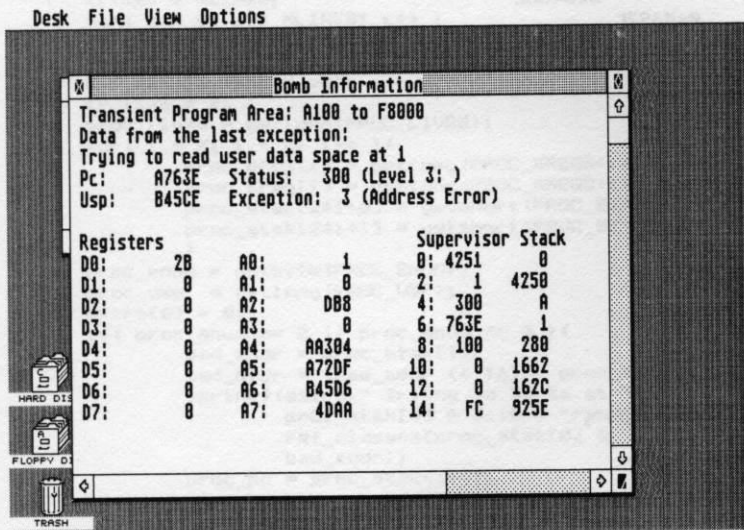 Desk File View Options
Bomb Information
Transient Program Area: A100 to F8000
Data from the last exception:
Trying to read user data space at 1
Pc: A763E Status: 300 (Level 3: )
Usp: B45CE Exception: 3 (Address Error)
Registers Supervisor Stack
D0: 2B A0: 1 0: 4251 0
D1: 0 A1: 0 2: 1 4250
D2: 0 A2: DB8 4: 300 A
D3: 0 A3: 0 6: 763E 1
D4: 0 A4: AA304 8: 100 280
D5: 0 A5: A72DF 10: 0 1662
D6: 0 A6: B45D6 12: 0 162C
D7: 0 A7: 4DAA 14: FC 925E
C
HARD DIS
A
FLOPPY DI
TRASH